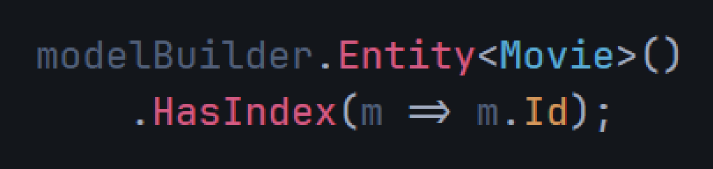 modelBuilder.Entity<Movie>()
.HasIndex(m => m.Id);